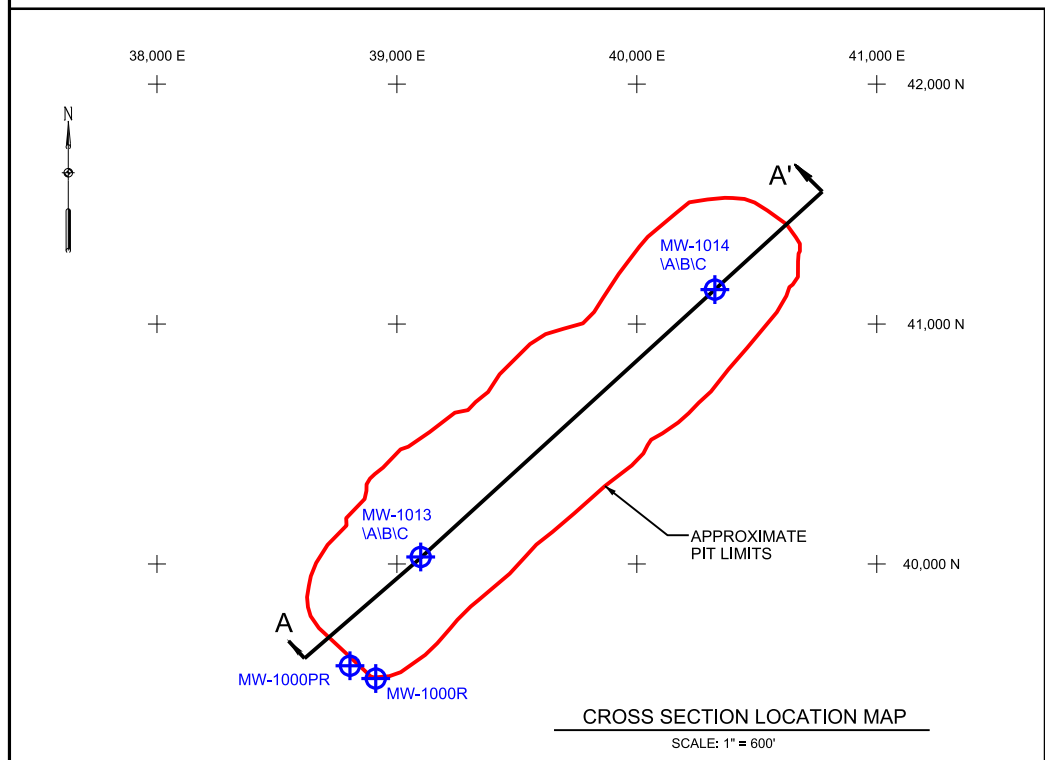 38,000 E
39,000 E
40,000 E
41,000 E
42,000 N
N
A'
MW-1014
\A\B\C
41,000 N
MW-1013
\A\B\C
APPROXIMATE
PIT LIMITS
40,000 N
A
MW-1000PR
MW-1000R
CROSS SECTION LOCATION MAP
SCALE: 1" = 600'